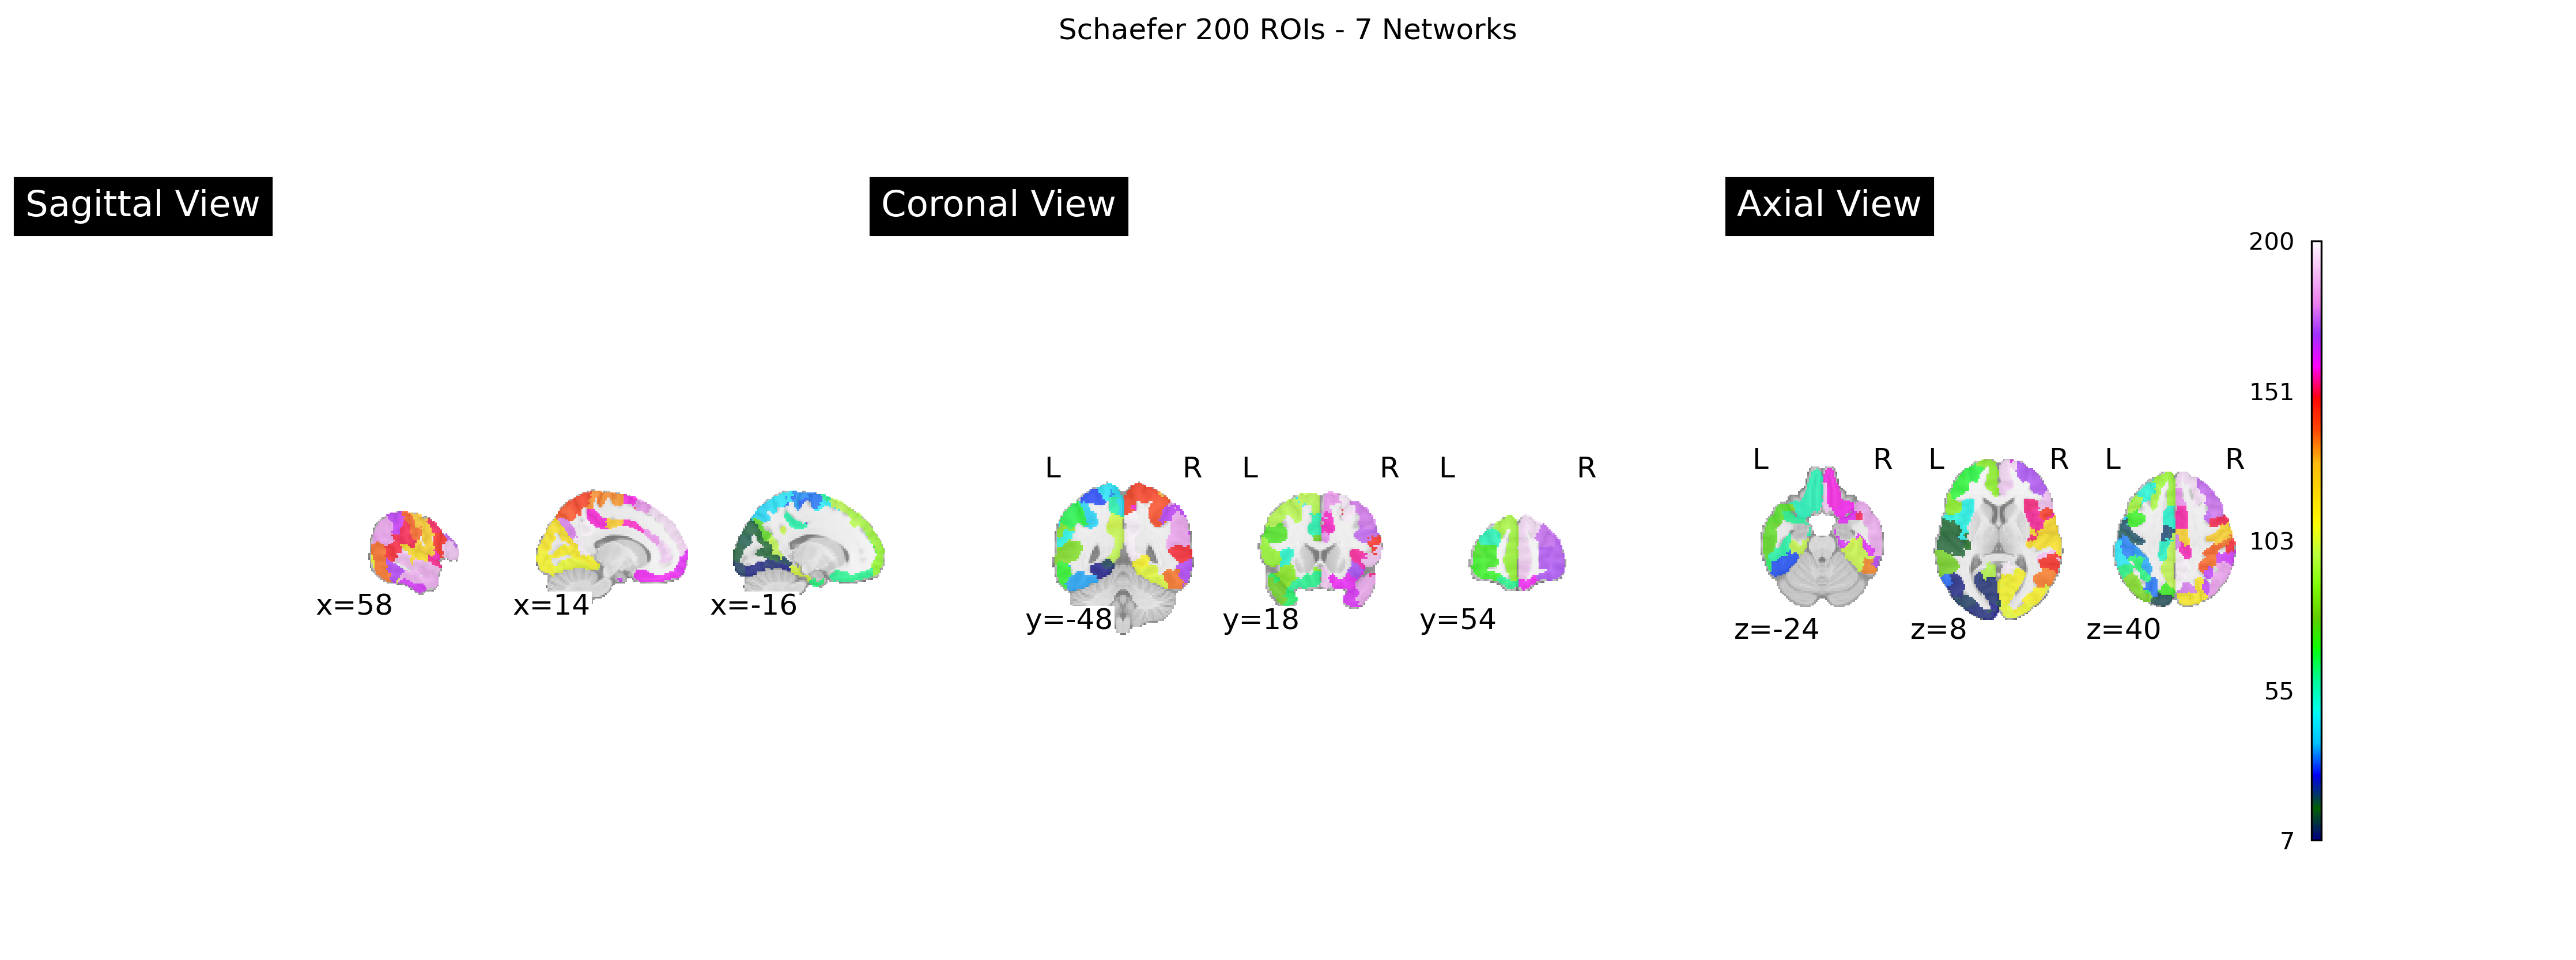 Schaefer 200 ROIs - 7 Networks
Sagittal View
x=58
x=14
x=-16
Coronal View
L R
y=-48
L R
y=18
L R
y=54
Axial View
L R
z=-24
L R
z=8
L R
z=40
200
151
103
55
7